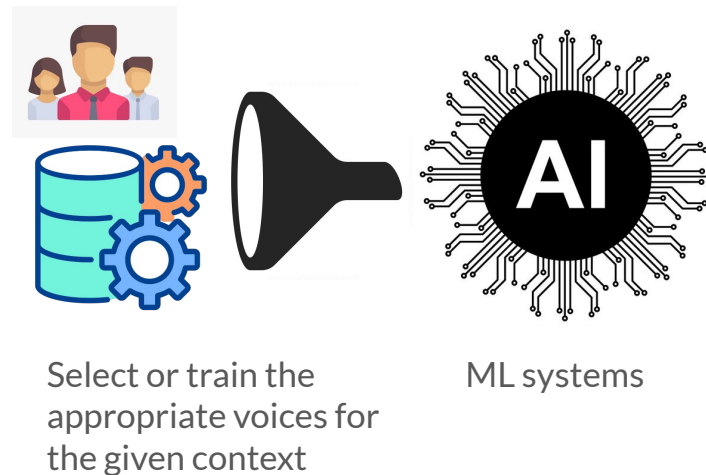 AI
Select or train the
appropriate voices for
the given context
ML systems